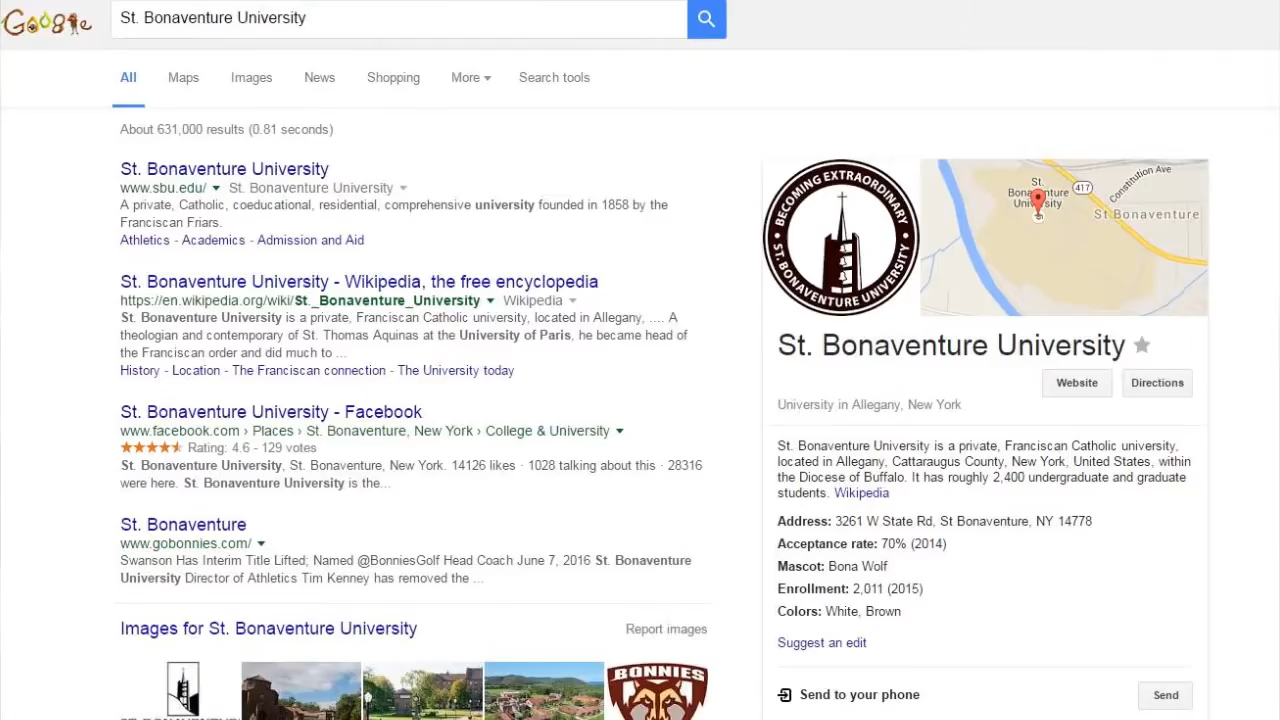 Google
St. Bonaventure University
All Maps Images News Shopping More Search tools
About 631,000 results (0.81 seconds)
St. Bonaventure University
www.sbu.edu/ St. Bonaventure University
A private, Catholic, coeducational, residential, comprehensive university founded in 1858 by the
Franciscan Friars.
Athletics - Academics - Admission and Aid
St. Bonaventure University - Wikipedia, the free encyclopedia
https://en.wikipedia.org/wiki/St._Bonaventure_University Wikipedia
St. Bonaventure University is a private, Franciscan Catholic university, located in Allegany, .... A
theologian and contemporary of St. Thomas Aquinas at the University of Paris, he became head of
the Franciscan order and did much to ...
History - Location - The Franciscan connection - The University today
St. Bonaventure University - Facebook
www.facebook.com › Places › St. Bonaventure, New York › College & University
Rating: 4.6 - 129 votes
St. Bonaventure University, St. Bonaventure, New York. 14126 likes · 1028 talking about this · 28316
were here. St. Bonaventure University is the...
St. Bonaventure
www.gobonnies.com/
Swanson Has Interim Title Lifted; Named @BonniesGolf Head Coach June 7, 2016 St. Bonaventure
University Director of Athletics Tim Kenney has removed the ...
Images for St. Bonaventure University
Report images
BONNIES
BECOMING EXTRAORDINARY
ST. BONAVENTURE UNIVERSITY
St.
Bonaventure
University
417
Constitution Ave
St Bonaventure
St. Bonaventure University
Website Directions
University in Allegany, New York
St. Bonaventure University is a private, Franciscan Catholic university,
located in Allegany, Cattaraugus County, New York, United States, within
the Diocese of Buffalo. It has roughly 2,400 undergraduate and graduate
students. Wikipedia
Address: 3261 W State Rd, St Bonaventure, NY 14778
Acceptance rate: 70% (2014)
Mascot: Bona Wolf
Enrollment: 2,011 (2015)
Colors: White, Brown
Suggest an edit
Send to your phone
Send